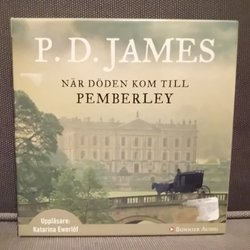 P. D. JAMES
NÄR DÖDEN KOM TILL
PEMBERLEY
Uppläsare:
Katarina Ewerlöf
BONNIER AUDIO